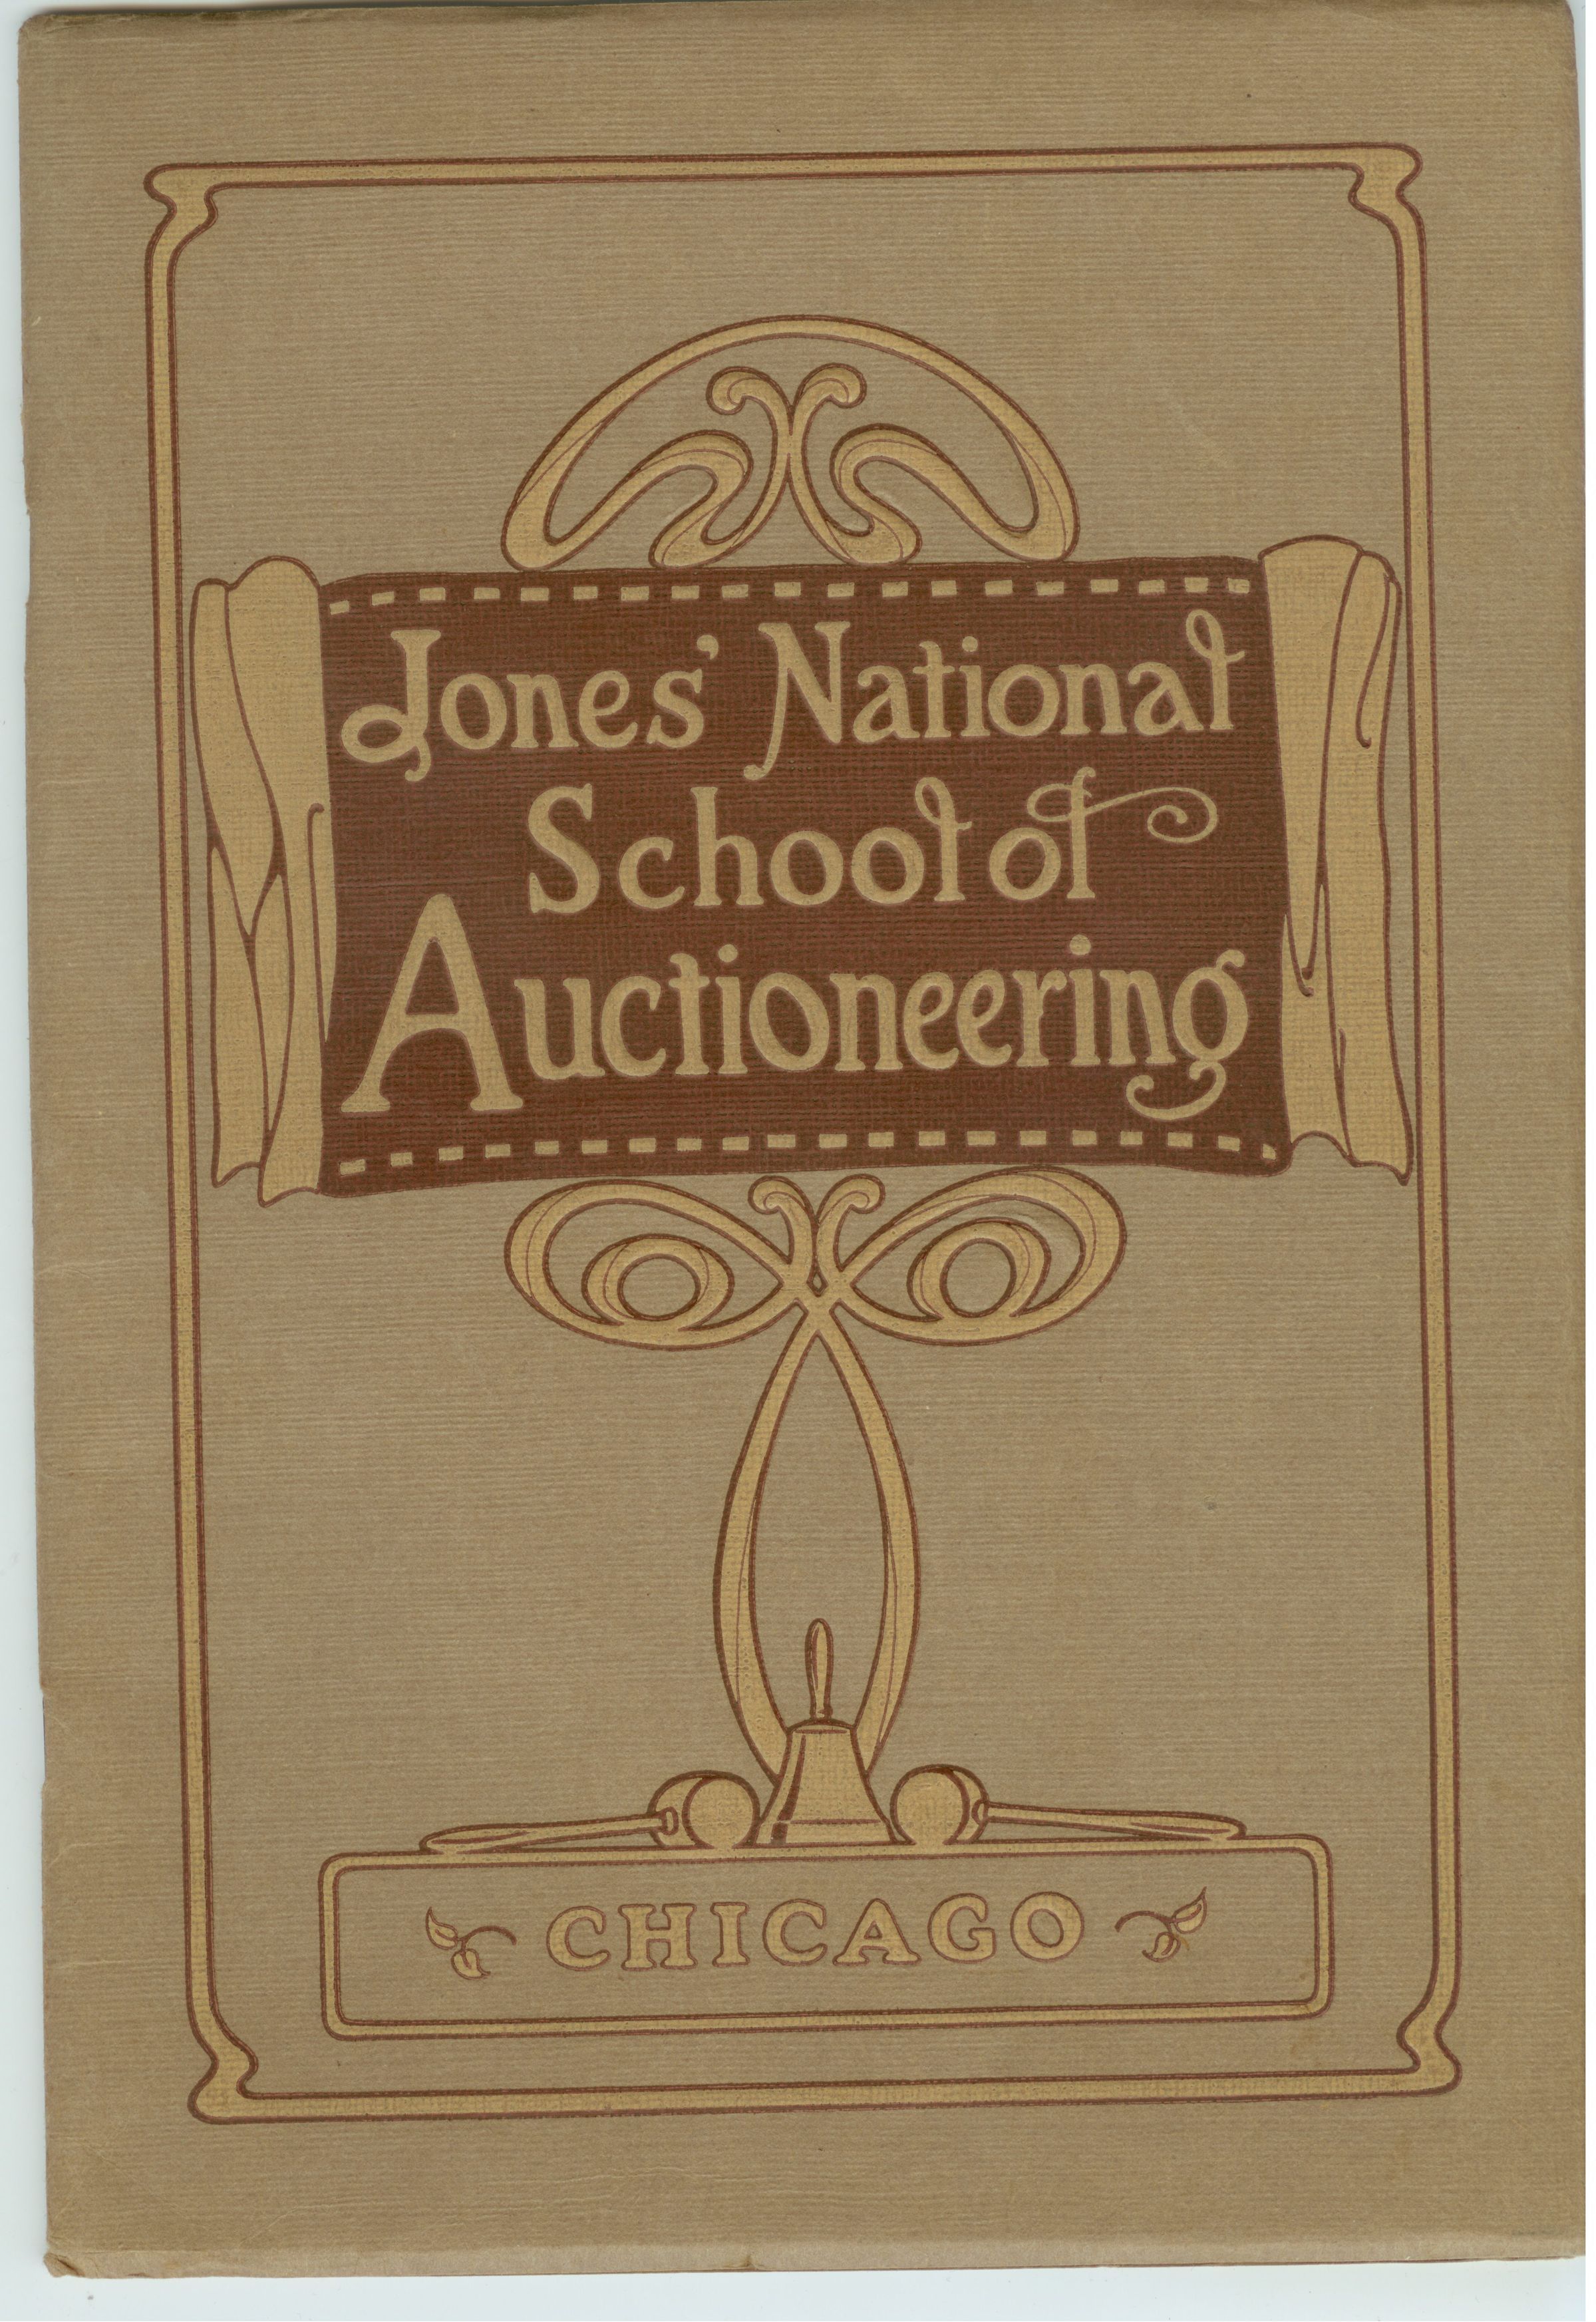 Jones' National
School of
Auctioneering
CHICAGO